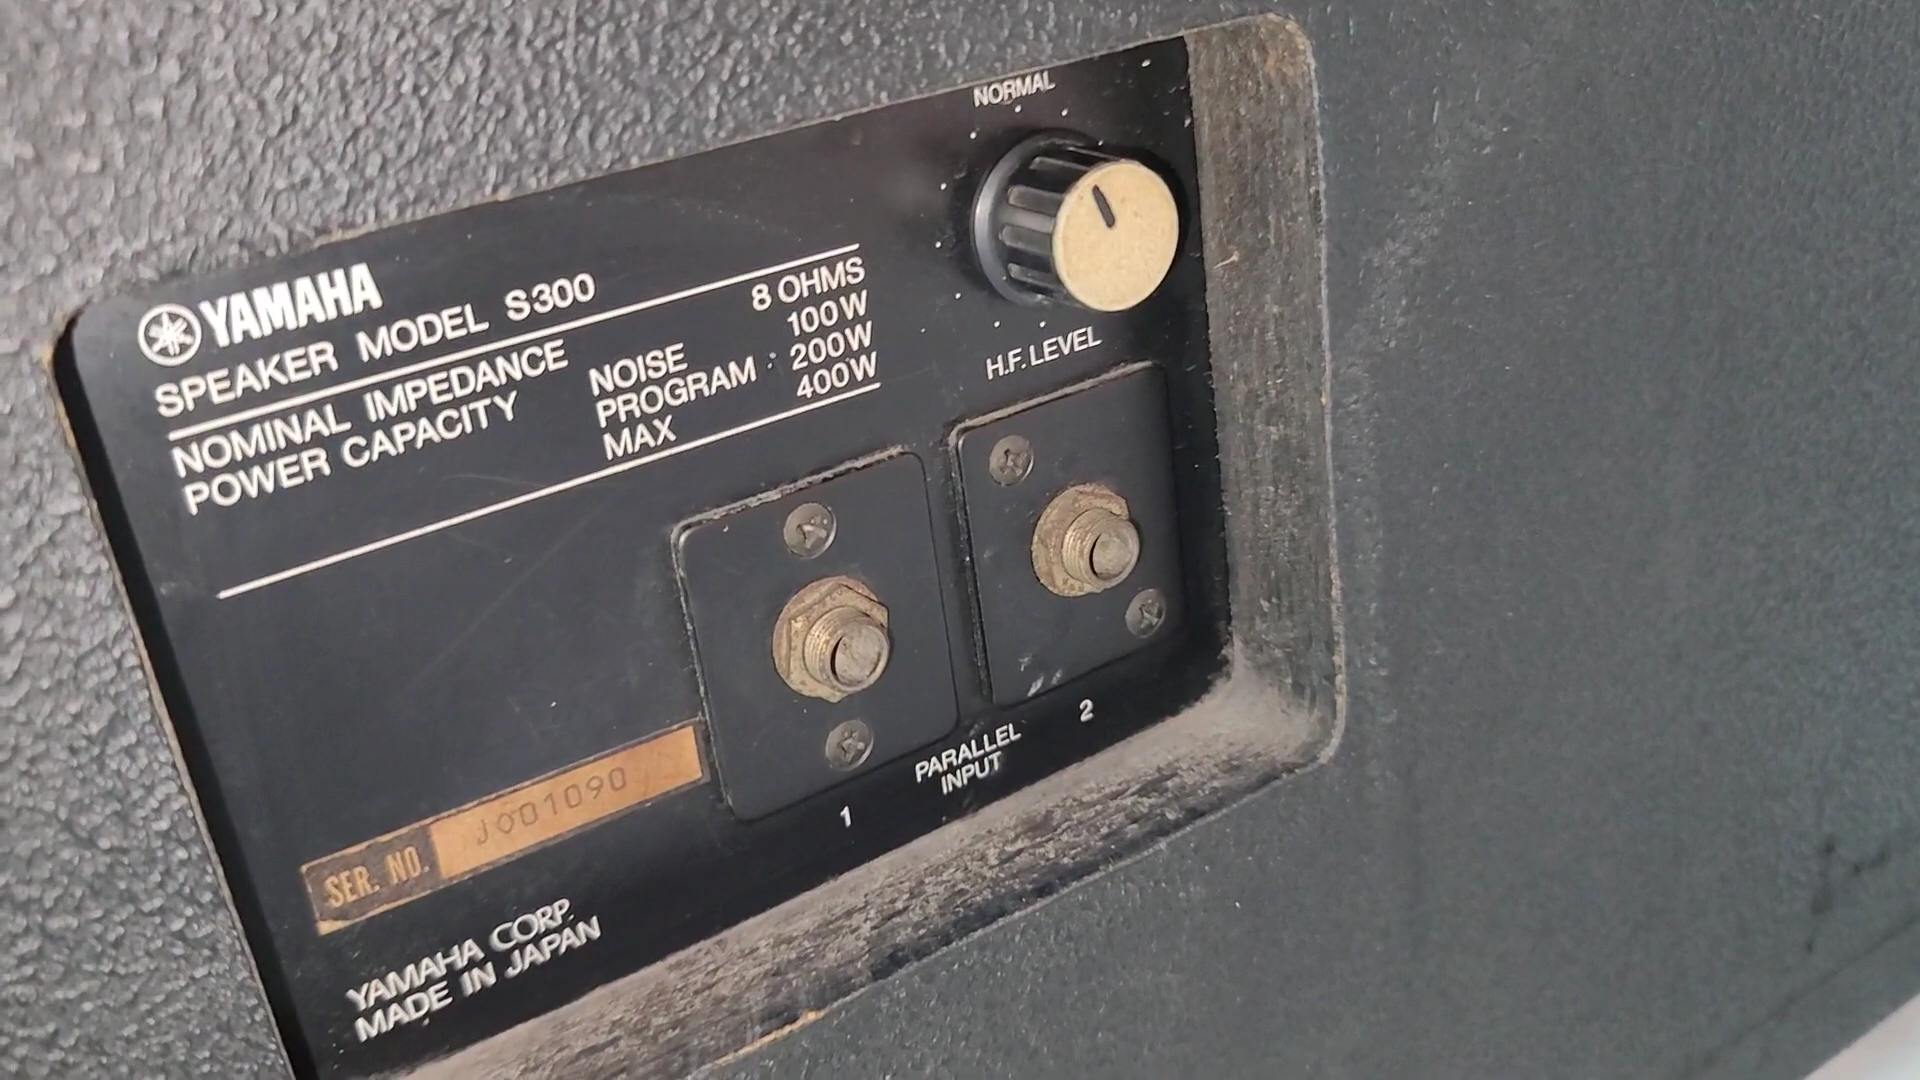 NORMAL
YAMAHA
SPEAKER MODEL S300
NOMINAL IMPEDANCE 8 OHMS
POWER CAPACITY NOISE 100W
PROGRAM 200W
MAX 400W
H.F. LEVEL
1 PARALLEL INPUT 2
SER. NO.
YAMAHA CORP.
MADE IN JAPAN